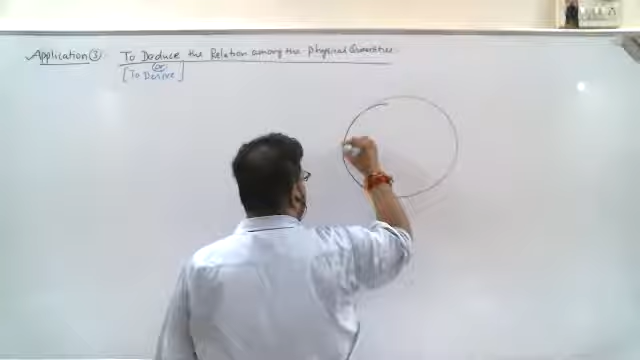 Application ③ To Deduce the Relation among the Physical Quantities
(or)
[To Derive]